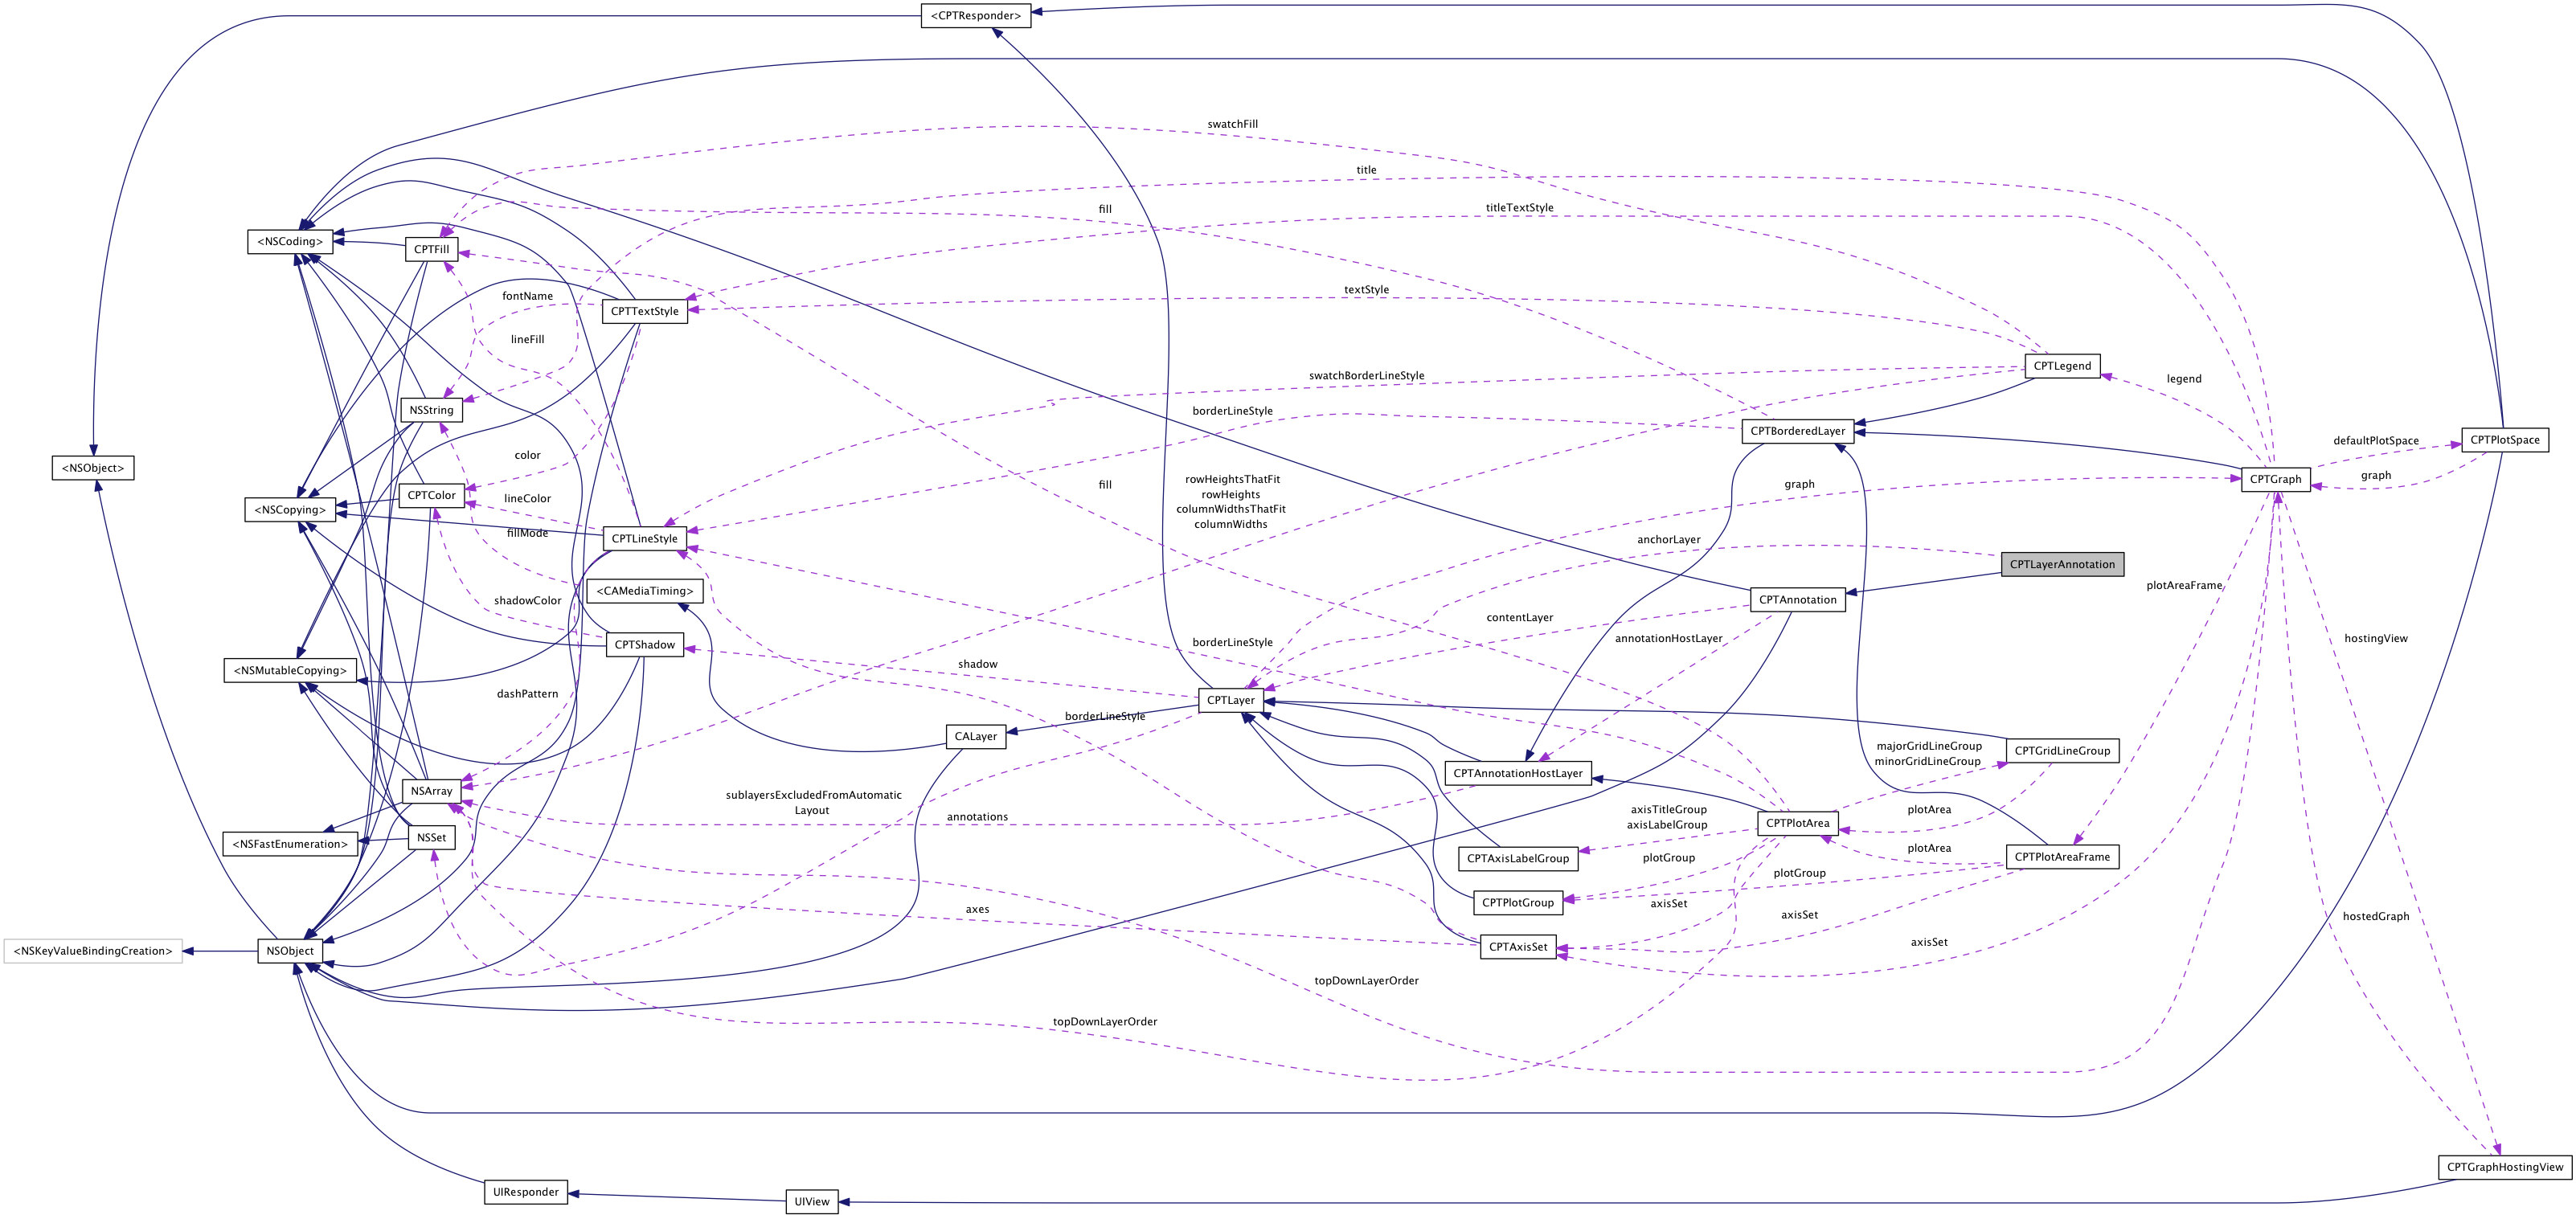 <CPTResponder>
swatchFill
title
fill
titleTextStyle
<NSCoding>
CPTFill
textStyle
fontName
CPTTextStyle
lineFill
CPTLegend
legend
swatchBorderLineStyle
NSString
borderLineStyle
CPTBorderedLayer
defaultPlotSpace
CPTPlotSpace
<NSObject>
color
graph
CPTGraph
graph
fill
rowHeightsThatFit
rowHeights
columnWidthsThatFit
columnWidths
CPTColor
lineColor
<NSCopying>
fillMode
CPTLineStyle
anchorLayer
CPTLayerAnnotation
<CAMediaTiming>
plotAreaFrame
shadowColor
CPTAnnotation
contentLayer
annotationHostLayer
hostingView
CPTShadow
borderLineStyle
<NSMutableCopying>
shadow
dashPattern
CPTLayer
borderLineStyle
CALayer
majorGridLineGroup
minorGridLineGroup
CPTGridLineGroup
CPTAnnotationHostLayer
NSArray
sublayersExcludedFromAutomatic
Layout
annotations
axisTitleGroup
axisLabelGroup
CPTPlotArea
plotArea
NSSet
<NSFastEnumeration>
plotArea
CPTPlotAreaFrame
CPTAxisLabelGroup
plotGroup
plotGroup
CPTPlotGroup
axisSet
axes
axisSet
hostedGraph
axisSet
CPTAxisSet
<NSKeyValueBindingCreation>
NSObject
topDownLayerOrder
topDownLayerOrder
CPTGraphHostingView
UIResponder
UIView